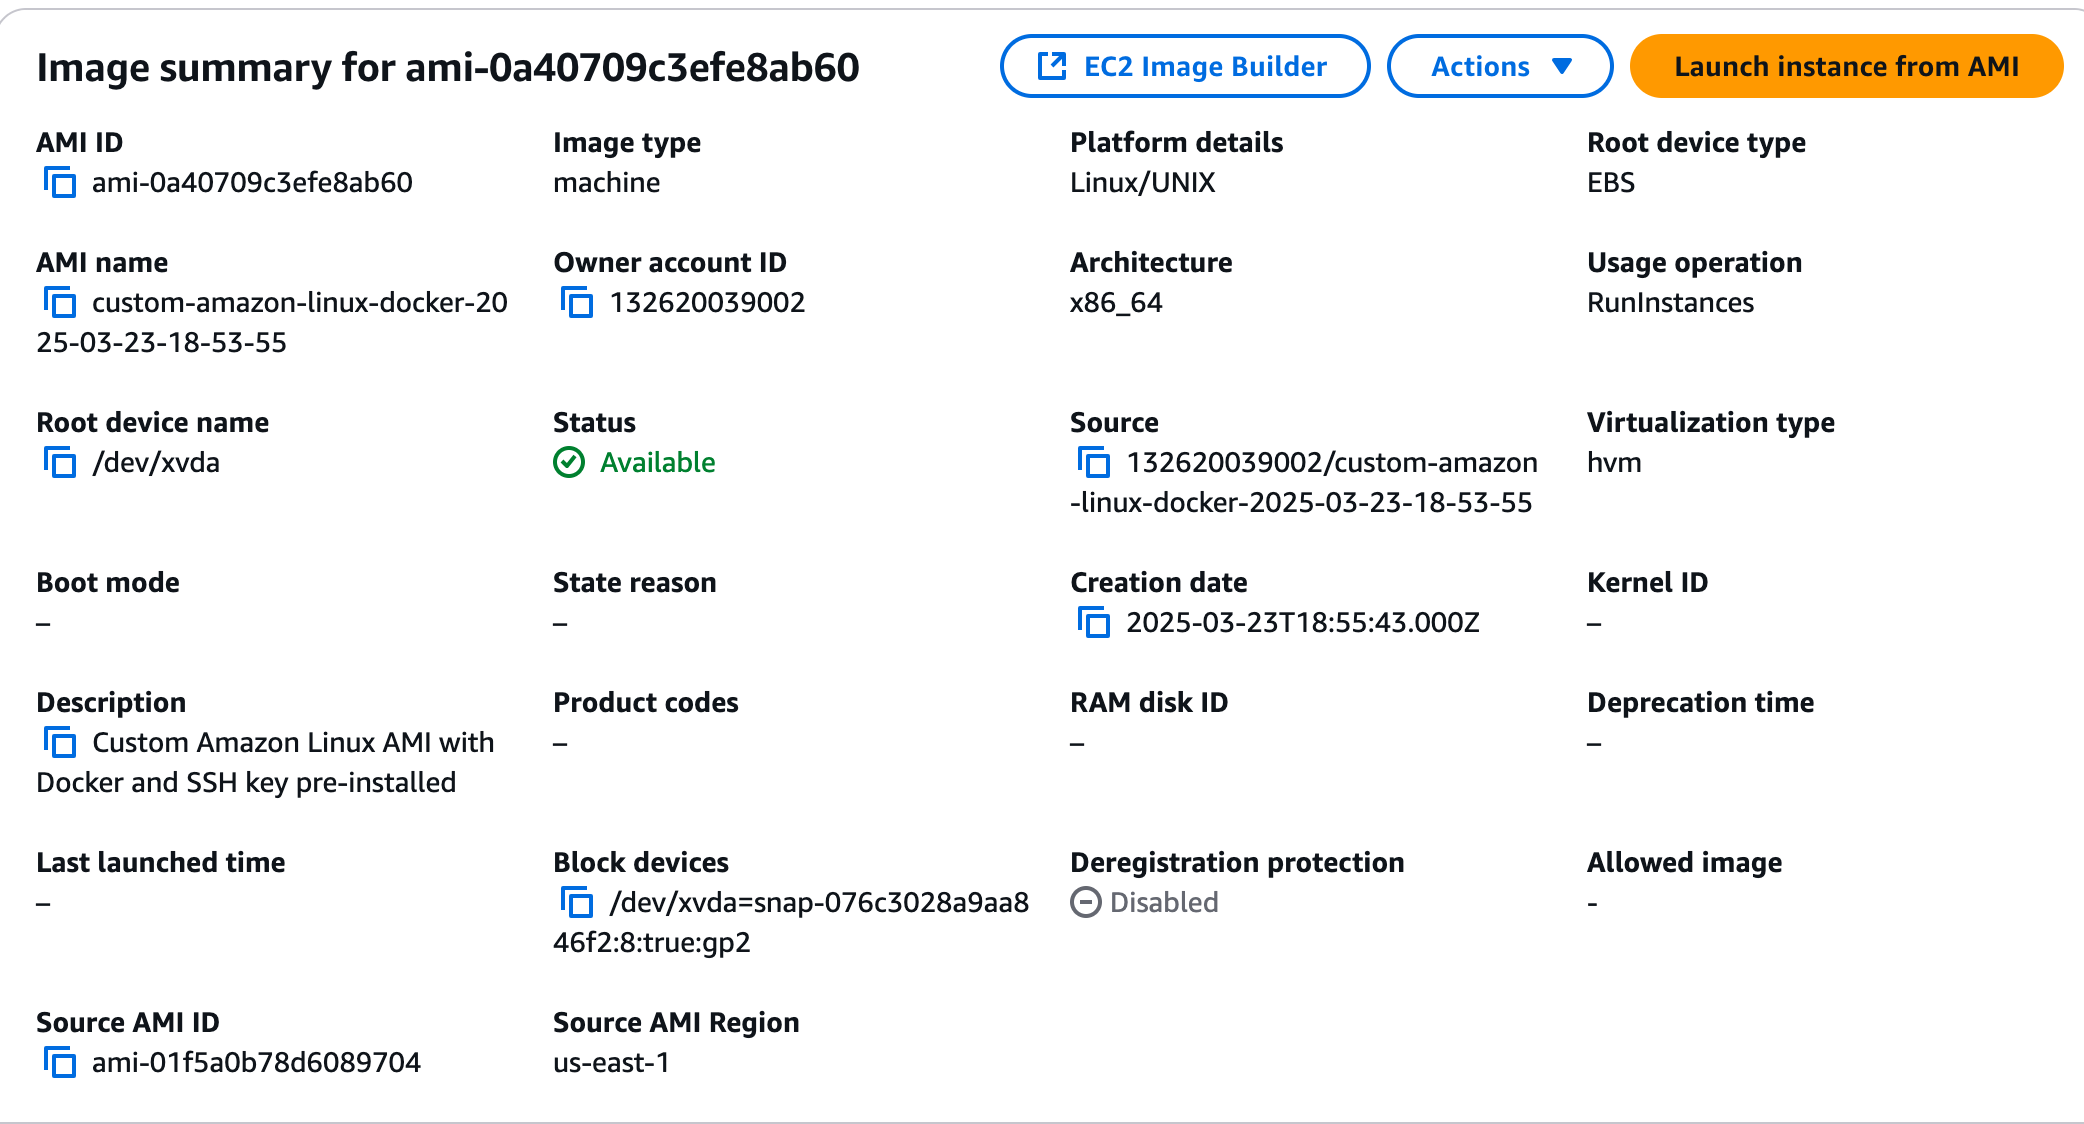 Image summary for ami-0a40709c3efe8ab60
EC2 Image Builder
Actions
Launch instance from AMI
AMI ID
ami-0a40709c3efe8ab60
Image type
machine
Platform details
Linux/UNIX
Root device type
EBS
AMI name
custom-amazon-linux-docker-20
25-03-23-18-53-55
Owner account ID
132620039002
Architecture
x86_64
Usage operation
RunInstances
Root device name
/dev/xvda
Status
Available
Source
132620039002/custom-amazon
-linux-docker-2025-03-23-18-53-55
Virtualization type
hvm
Boot mode
–
State reason
–
Creation date
2025-03-23T18:55:43.000Z
Kernel ID
–
Description
Custom Amazon Linux AMI with
Docker and SSH key pre-installed
Product codes
–
RAM disk ID
–
Deprecation time
–
Last launched time
–
Block devices
/dev/xvda=snap-076c3028a9aa8
46f2:8:true:gp2
Deregistration protection
Disabled
Allowed image
-
Source AMI ID
ami-01f5a0b78d6089704
Source AMI Region
us-east-1